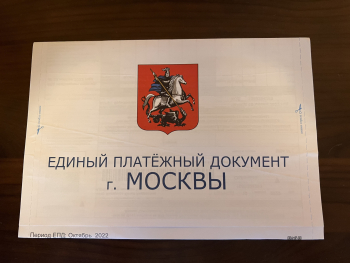 ЕДИНЫЙ ПЛАТЁЖНЫЙ ДОКУМЕНТ
г. МОСКВЫ
Период ЕПД: Октябрь, 2022